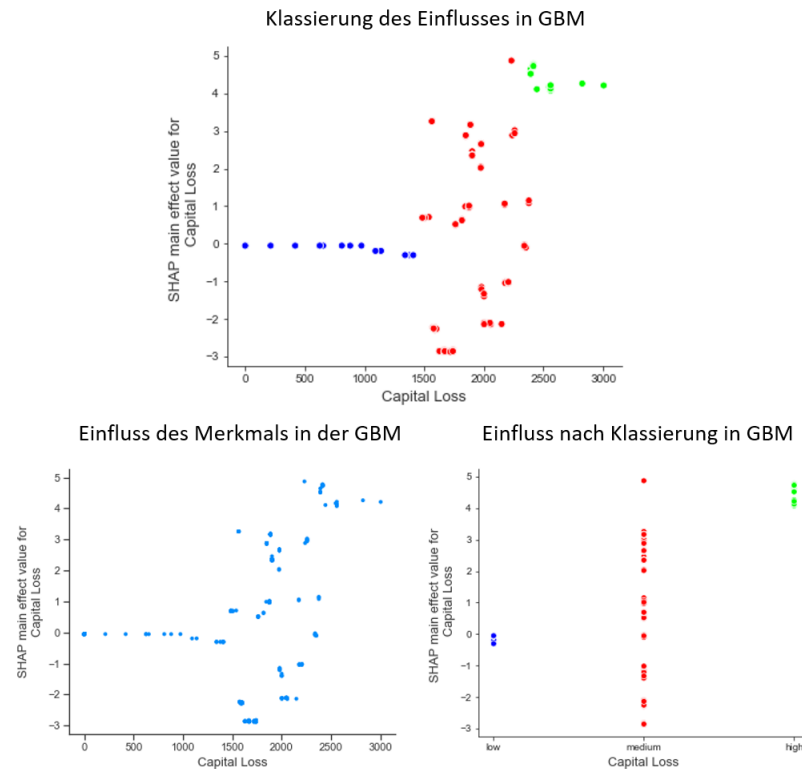 Klassierung des Einflusses in GBM
SHAP main effect value for
Capital Loss
5
4
3
2
1
0
−1
−2
−3
0 500 1000 1500 2000 2500 3000
Capital Loss
Einfluss des Merkmals in der GBM
SHAP main effect value for
Capital Loss
5
4
3
2
1
0
−1
−2
−3
0 500 1000 1500 2000 2500 3000
Capital Loss
Einfluss nach Klassierung in GBM
SHAP main effect value for
Capital Loss
5
4
3
2
1
0
−1
−2
−3
low medium high
Capital Loss